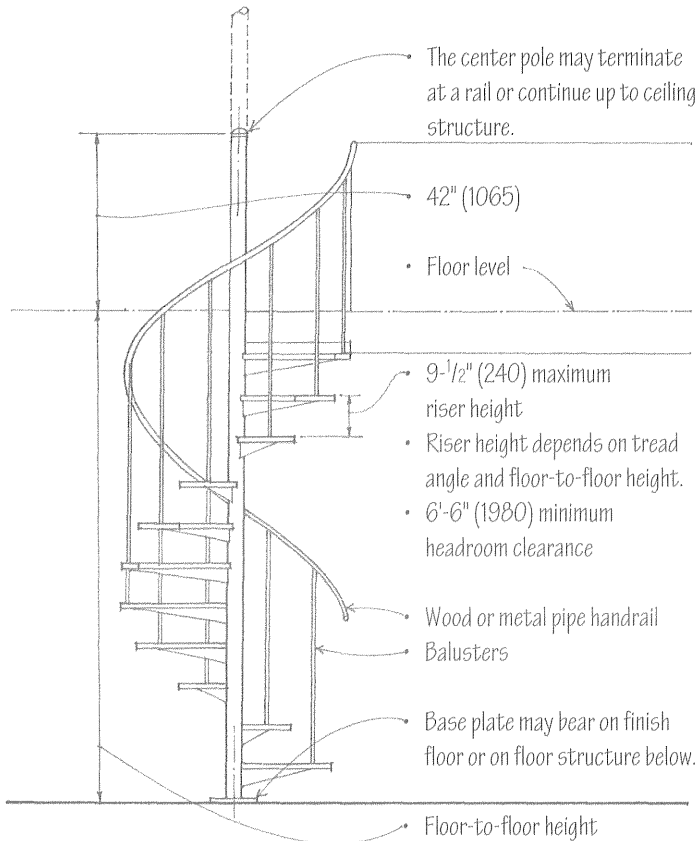 • The center pole may terminate
at a rail or continue up to ceiling
structure.
• 42" (1065)
• Floor level
• 9-1/2" (240) maximum
riser height
• Riser height depends on tread
angle and floor-to-floor height.
• 6'-6" (1980) minimum
headroom clearance
• Wood or metal pipe handrail
• Balusters
• Base plate may bear on finish
floor or on floor structure below.
• Floor-to-floor height